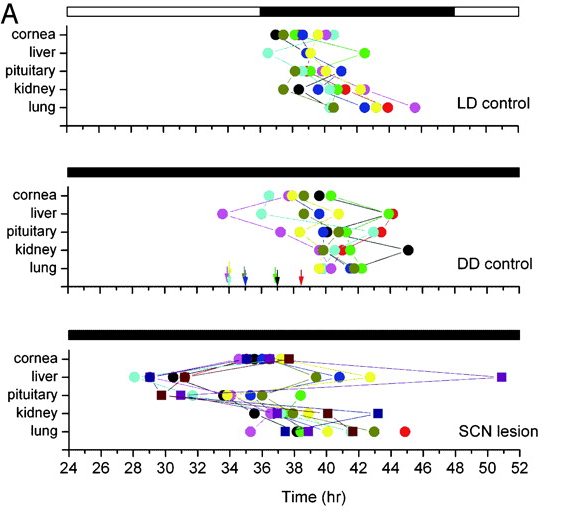 A
cornea
liver
pituitary
kidney
lung
LD control
cornea
liver
pituitary
kidney
lung
DD control
cornea
liver
pituitary
kidney
lung
SCN lesion
24 26 28 30 32 34 36 38 40 42 44 46 48 50 52
Time (hr)